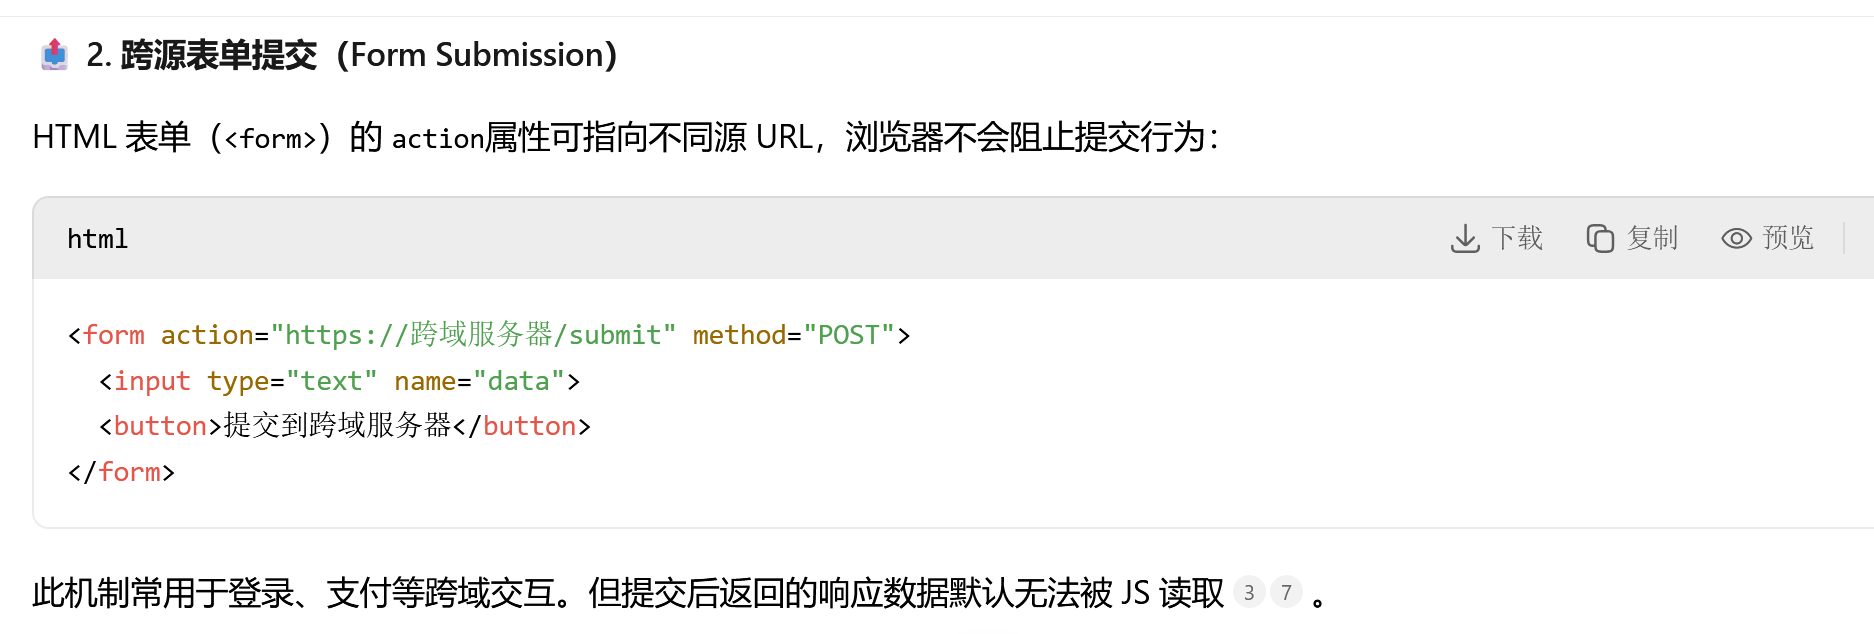 2. 跨源表单提交（Form Submission）
HTML 表单（<form>）的 action属性可指向不同源 URL，浏览器不会阻止提交行为：
html 下载 复制 预览
<form action="https://跨域服务器/submit" method="POST">
  <input type="text" name="data">
  <button>提交到跨域服务器</button>
</form>
此机制常用于登录、支付等跨域交互。但提交后返回的响应数据默认无法被 JS 读取 3 7 。